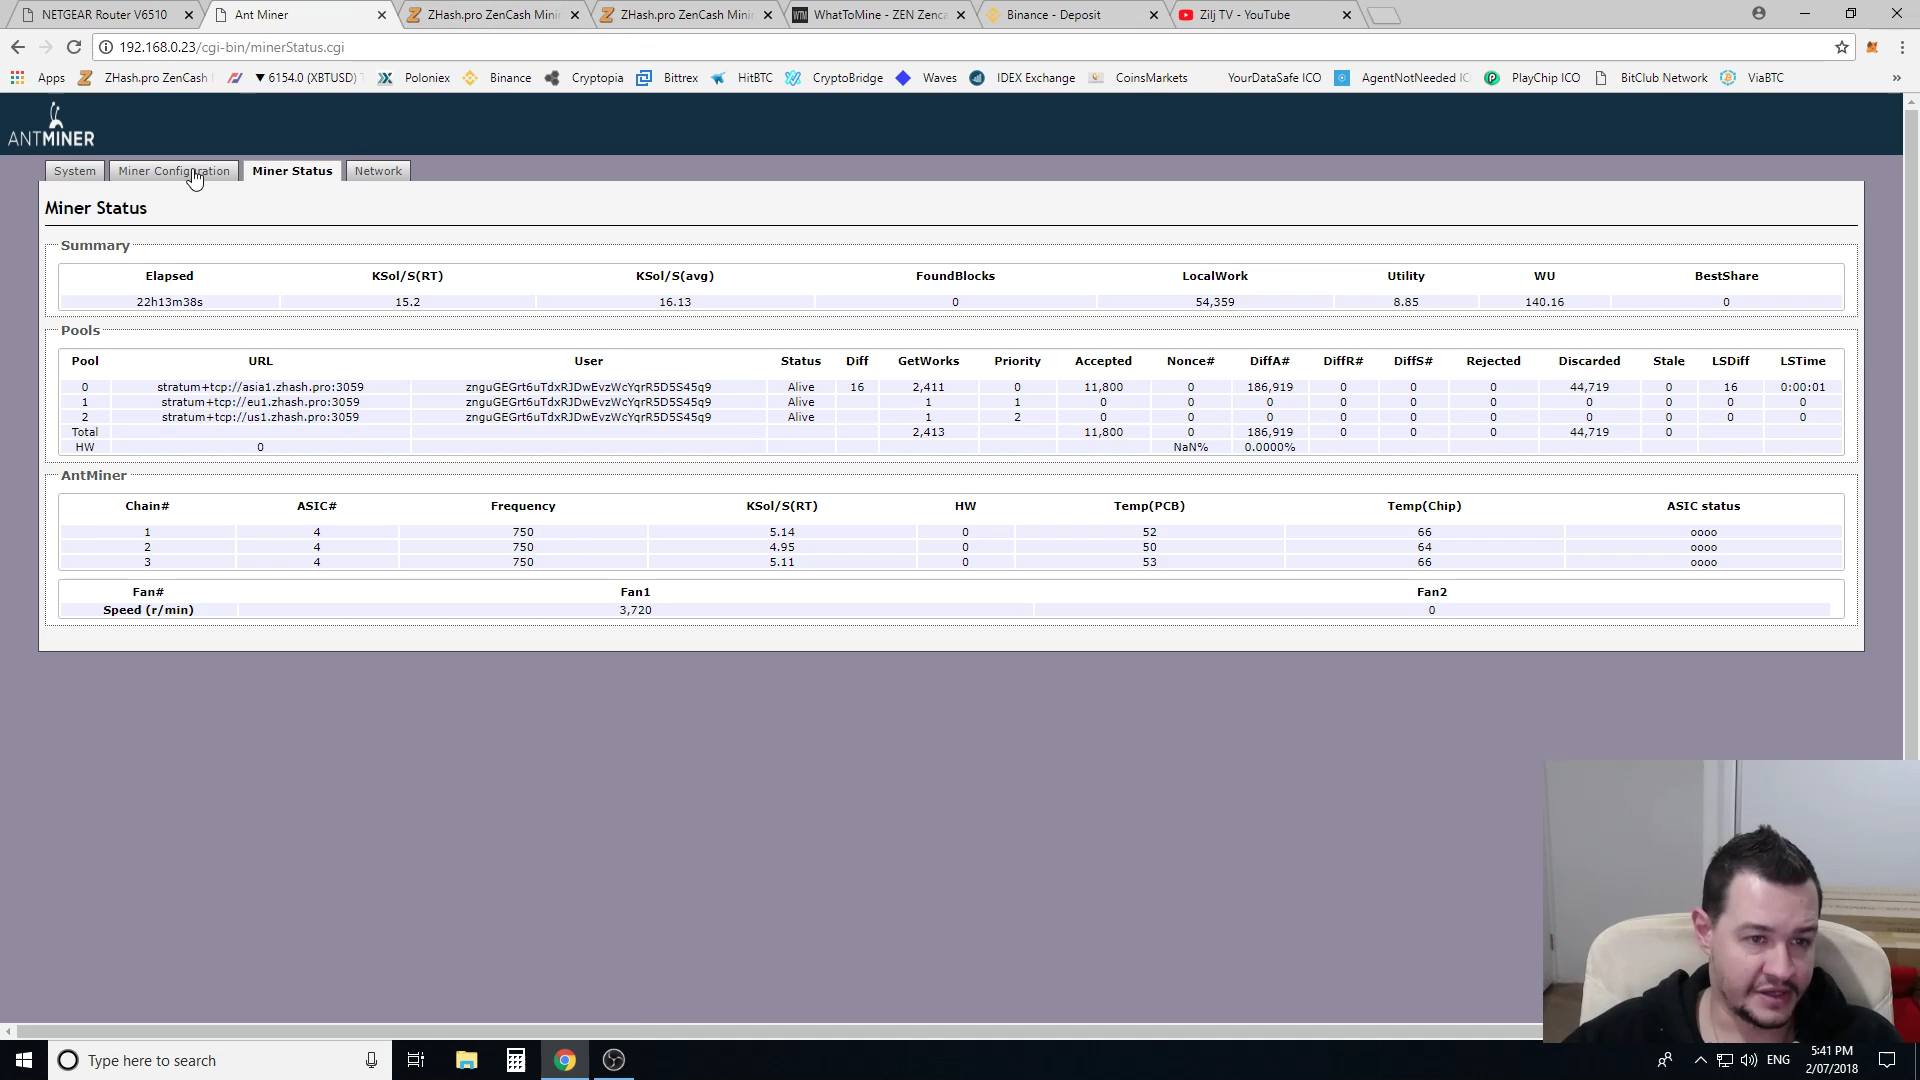 NETGEAR Router V6510
Ant Miner
ZHash.pro ZenCash Mini
ZHash.pro ZenCash Mini
WhatToMine - ZEN Zenca
Binance - Deposit
Zilj TV - YouTube
192.168.0.23/cgi-bin/minerStatus.cgi
Apps ZHash.pro ZenCash ▼ 6154.0 (XBTUSD) Poloniex Binance Cryptopia Bittrex HitBTC CryptoBridge Waves IDEX Exchange CoinsMarkets YourDataSafe ICO AgentNotNeeded IC PlayChip ICO BitClub Network ViaBTC »
ANTMINER
System Miner Configuration Miner Status Network
Miner Status
Summary
Elapsed KSol/S(RT) KSol/S(avg) FoundBlocks LocalWork Utility WU BestShare
22h13m38s 15.2 16.13 0 54,359 8.85 140.16 0
Pools
Pool URL User Status Diff GetWorks Priority Accepted Nonce# DiffA# DiffR# DiffS# Rejected Discarded Stale LSDiff LSTime
0 stratum+tcp://asia1.zhash.pro:3059 znguGEGrt6uTdxRJDwEvzWcYqrR5D5S45q9 Alive 16 2,411 0 11,800 0 186,919 0 0 0 44,719 0 16 0:00:01
1 stratum+tcp://eu1.zhash.pro:3059 znguGEGrt6uTdxRJDwEvzWcYqrR5D5S45q9 Alive 1 1 0 0 0 0 0 0 0 0 0 0
2 stratum+tcp://us1.zhash.pro:3059 znguGEGrt6uTdxRJDwEvzWcYqrR5D5S45q9 Alive 1 2 0 0 0 0 0 0 0 0 0 0
Total 2,413 11,800 0 186,919 0 0 0 44,719 0
HW 0 NaN% 0.0000%
AntMiner
Chain# ASIC# Frequency KSol/S(RT) HW Temp(PCB) Temp(Chip) ASIC status
1 4 750 5.14 0 52 66 oooo
2 4 750 4.95 0 50 64 oooo
3 4 750 5.11 0 53 66 oooo
Fan# Fan1 Fan2
Speed (r/min) 3,720 0
Type here to search
ENG
5:41 PM
2/07/2018